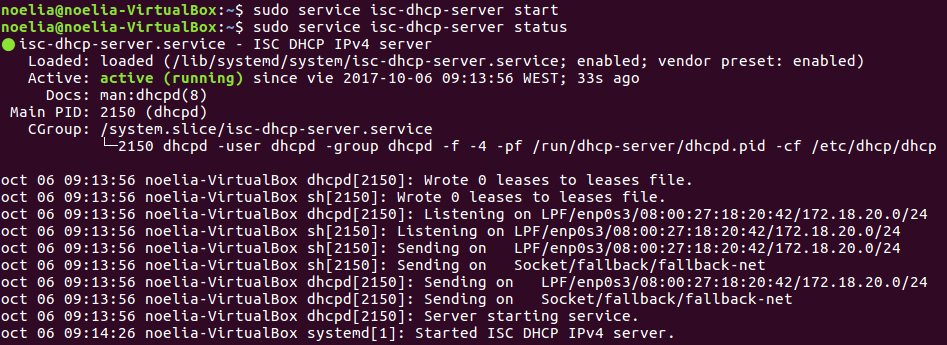 noelia@noelia-VirtualBox:~$ sudo service isc-dhcp-server start
noelia@noelia-VirtualBox:~$ sudo service isc-dhcp-server status
● isc-dhcp-server.service - ISC DHCP IPv4 server
   Loaded: loaded (/lib/systemd/system/isc-dhcp-server.service; enabled; vendor preset: enabled)
   Active: active (running) since vie 2017-10-06 09:13:56 WEST; 33s ago
     Docs: man:dhcpd(8)
 Main PID: 2150 (dhcpd)
   CGroup: /system.slice/isc-dhcp-server.service
           └─2150 dhcpd -user dhcpd -group dhcpd -f -4 -pf /run/dhcp-server/dhcpd.pid -cf /etc/dhcp/dhcp
oct 06 09:13:56 noelia-VirtualBox dhcpd[2150]: Wrote 0 leases to leases file.
oct 06 09:13:56 noelia-VirtualBox sh[2150]: Wrote 0 leases to leases file.
oct 06 09:13:56 noelia-VirtualBox dhcpd[2150]: Listening on LPF/enp0s3/08:00:27:18:20:42/172.18.20.0/24
oct 06 09:13:56 noelia-VirtualBox sh[2150]: Listening on LPF/enp0s3/08:00:27:18:20:42/172.18.20.0/24
oct 06 09:13:56 noelia-VirtualBox sh[2150]: Sending on   LPF/enp0s3/08:00:27:18:20:42/172.18.20.0/24
oct 06 09:13:56 noelia-VirtualBox sh[2150]: Sending on   Socket/fallback/fallback-net
oct 06 09:13:56 noelia-VirtualBox dhcpd[2150]: Sending on   LPF/enp0s3/08:00:27:18:20:42/172.18.20.0/24
oct 06 09:13:56 noelia-VirtualBox dhcpd[2150]: Sending on   Socket/fallback/fallback-net
oct 06 09:13:56 noelia-VirtualBox dhcpd[2150]: Server starting service.
oct 06 09:14:26 noelia-VirtualBox systemd[1]: Started ISC DHCP IPv4 server.